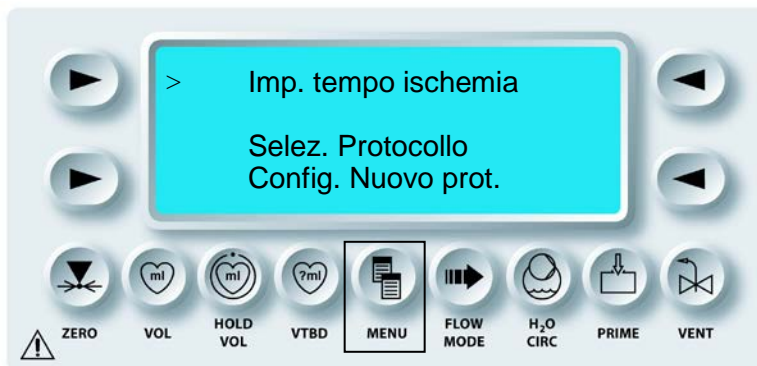 > Imp. tempo ischemia
Selez. Protocollo
Config. Nuovo prot.
ml
ml
?ml
ZERO
VOL
HOLD
VOL
VTBD
MENU
FLOW
MODE
H₂O
CIRC
PRIME
VENT